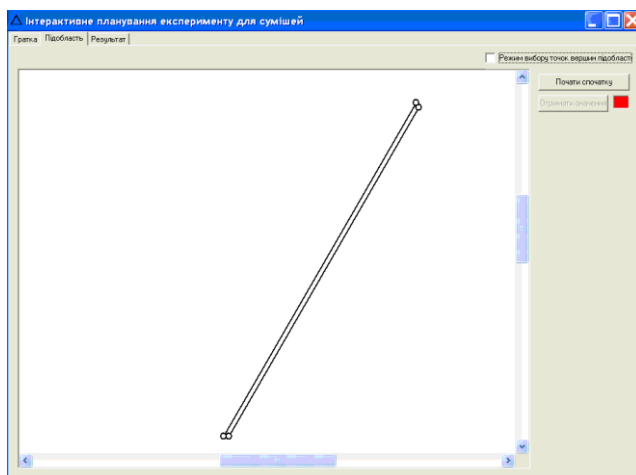 Інтерактивне планування експерименту для сумішей
Гратка Підобласть Результат
Режим вибору точок вершин підобласті
Почати спочатку
Отримати значення